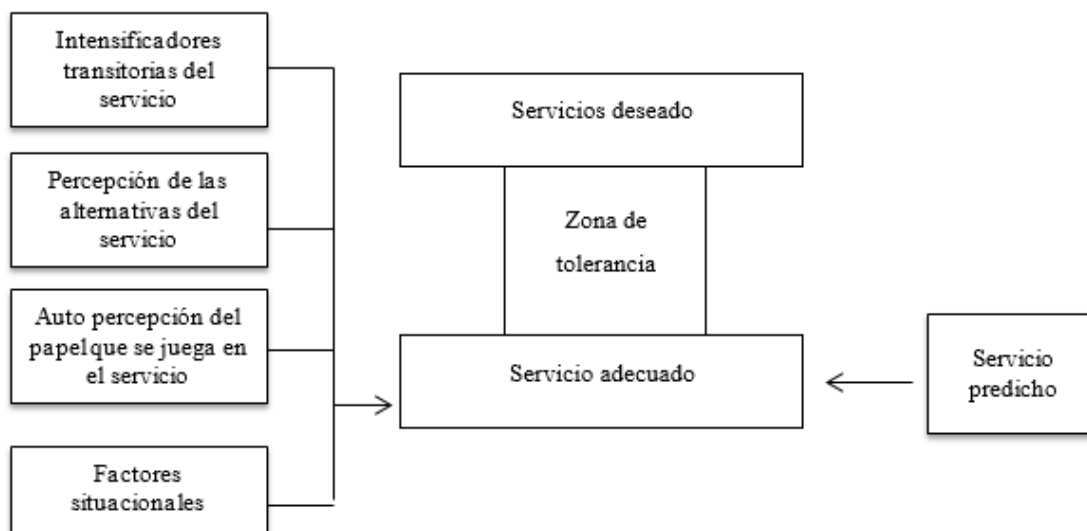 Intensificadores
transitorias del
servicio
Percepción de las
alternativas del
servicio
Auto percepción del
papel que se juega en
el servicio
Factores
situacionales
Servicios deseado
Zona de
tolerancia
Servicio adecuado
Servicio
predicho